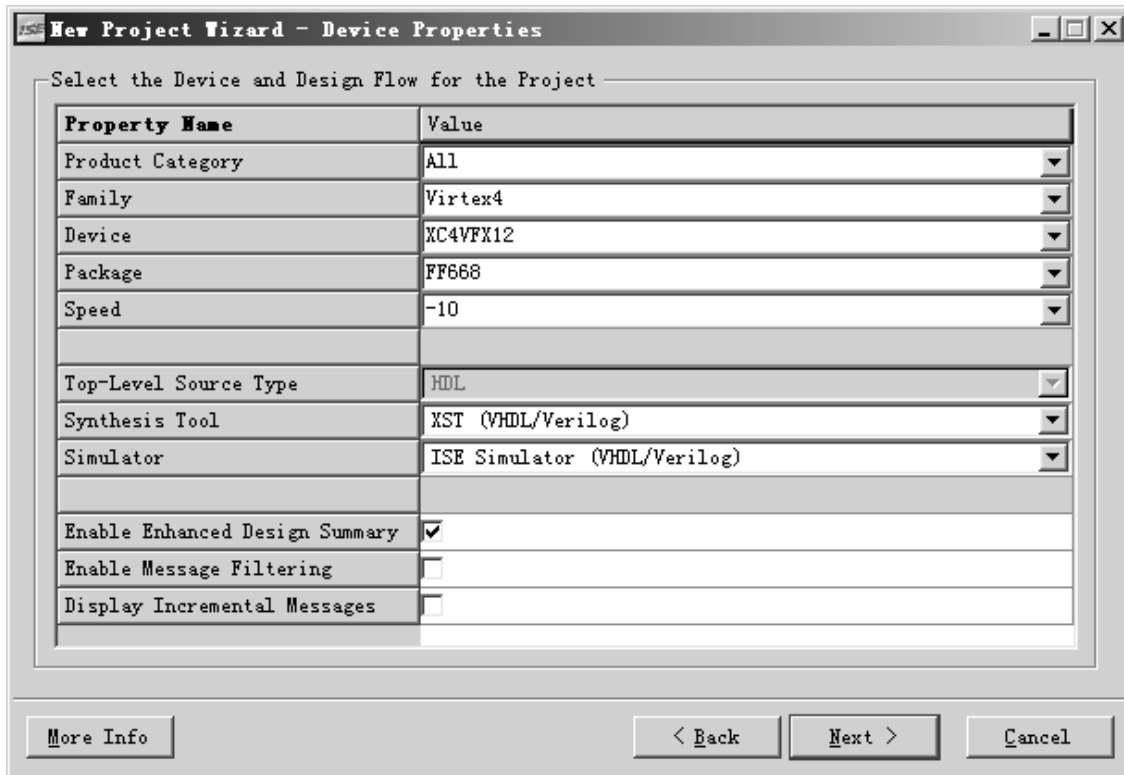 ISE New Project Wizard - Device Properties
Select the Device and Design Flow for the Project
Property Name Value
Product Category All
Family Virtex4
Device XC4VFX12
Package FF668
Speed -10
Top-Level Source Type HDL
Synthesis Tool XST (VHDL/Verilog)
Simulator ISE Simulator (VHDL/Verilog)
Enable Enhanced Design Summary
Enable Message Filtering
Display Incremental Messages
More Info < Back Next > Cancel